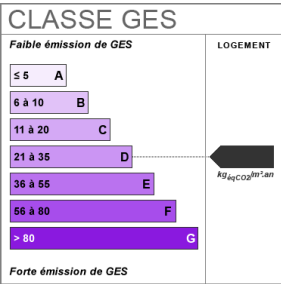 CLASSE GES
Faible émission de GES
LOGEMENT
≤ 5 A
6 à 10 B
11 à 20 C
21 à 35 D
kgéqCO2/m².an
36 à 55 E
56 à 80 F
> 80 G
Forte émission de GES